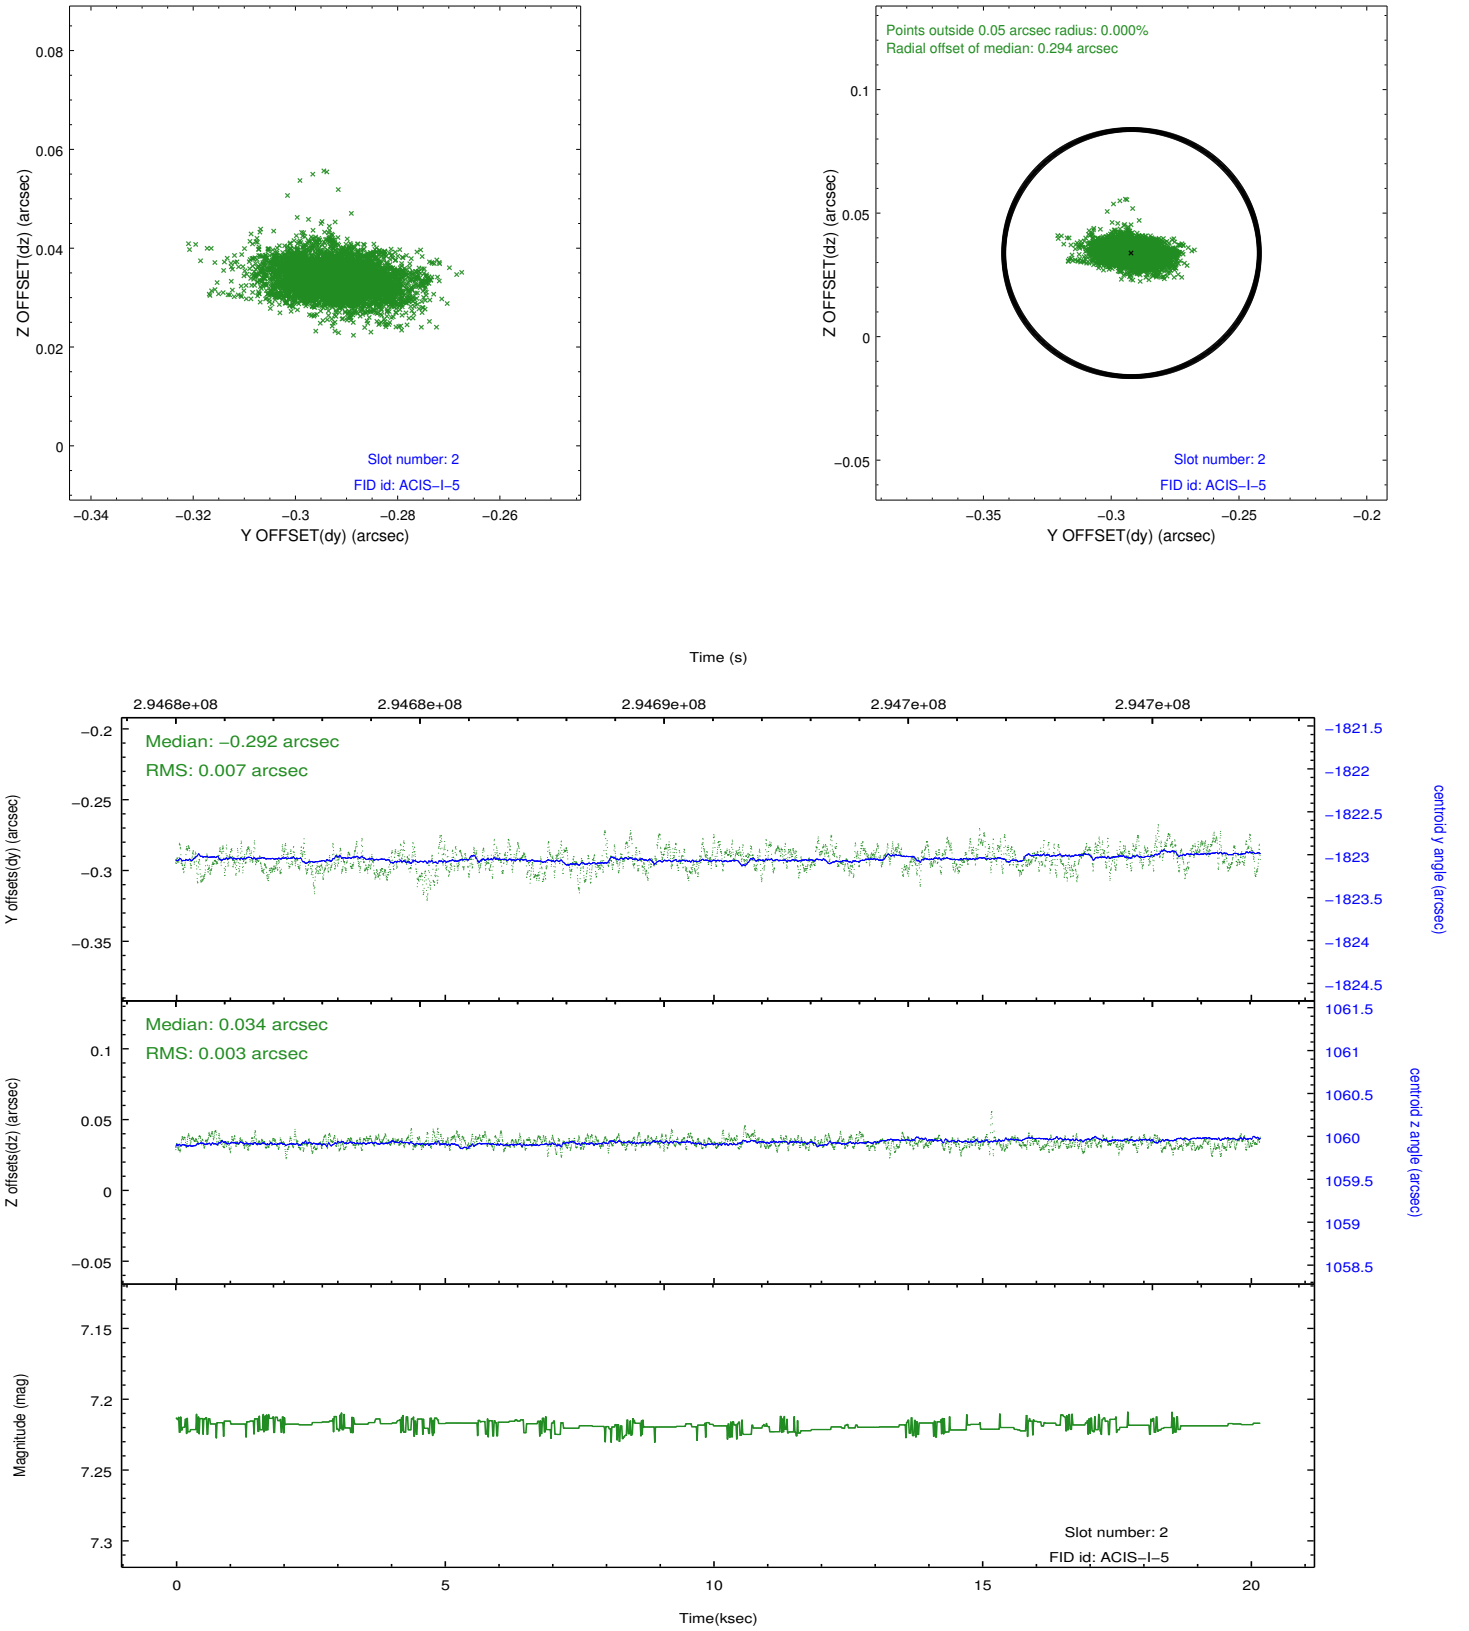 0.08
0.06
0.04
0.02
0
Z OFFSET(dz) (arcsec)
Slot number: 2
FID id: ACIS−I−5
−0.34 −0.32 −0.3 −0.28 −0.26
Y OFFSET(dy) (arcsec)
Points outside 0.05 arcsec radius: 0.000%
Radial offset of median: 0.294 arcsec
0.1
0.05
0
−0.05
Z OFFSET(dz) (arcsec)
Slot number: 2
FID id: ACIS−I−5
−0.35 −0.3 −0.25 −0.2
Y OFFSET(dy) (arcsec)
Time (s)
2.9468e+08 2.9468e+08 2.9469e+08 2.947e+08 2.947e+08
Median: −0.292 arcsec
RMS: 0.007 arcsec
−0.2
−0.25
−0.3
−0.35
Y offsets(dy) (arcsec)
−1821.5
−1822
−1822.5
−1823
−1823.5
−1824
−1824.5
centroid y angle (arcsec)
Median: 0.034 arcsec
RMS: 0.003 arcsec
0.1
0.05
0
−0.05
Z offsets(dz) (arcsec)
1061.5
1061
1060.5
1060
1059.5
1059
1058.5
centroid z angle (arcsec)
7.15
7.2
7.25
7.3
Magnitude (mag)
Slot number: 2
FID id: ACIS−I−5
0 5 10 15 20
Time(ksec)